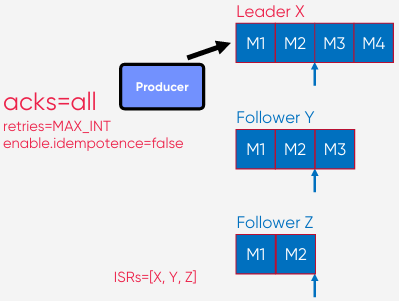 Leader X
M1 M2 M3 M4
Producer
acks=all
retries=MAX_INT
enable.idempotence=false
Follower Y
M1 M2 M3
Follower Z
M1 M2
ISRs=[X, Y, Z]